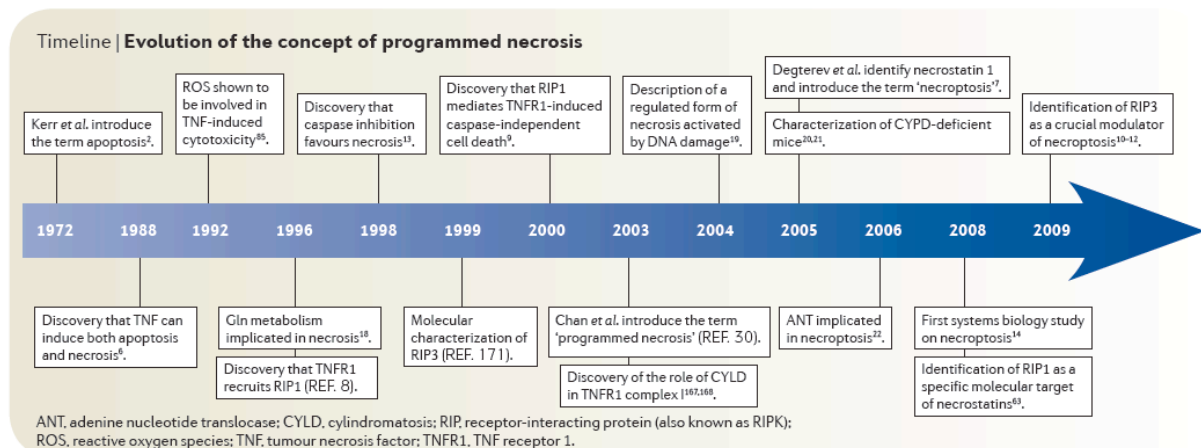 Timeline | Evolution of the concept of programmed necrosis
Kerr et al. introduce
the term apoptosis².
ROS shown to
be involved in
TNF-induced
cytotoxicity⁸⁵.
Discovery that
caspase inhibition
favours necrosis¹³.
Discovery that RIP1
mediates TNFR1-induced
caspase-independent
cell death⁹.
Description of a
regulated form of
necrosis activated
by DNA damage¹⁹.
Degterev et al. identify necrostatin 1
and introduce the term ‘necroptosis’⁷.
Characterization of CYPD-deficient
mice²⁰,²¹.
Identification of RIP3
as a crucial modulator
of necroptosis¹⁰⁻¹².
1972 1988 1992 1996 1998 1999 2000 2003 2004 2005 2006 2008 2009
Discovery that TNF can
induce both apoptosis
and necrosis⁶.
Gln metabolism
implicated in necrosis¹⁸.
Discovery that TNFR1
recruits RIP1 (REF. 8).
Molecular
characterization of
RIP3 (REF. 171).
Chan et al. introduce the term
‘programmed necrosis’ (REF. 30).
Discovery of the role of CYLD
in TNFR1 complex I¹⁶⁷,¹⁶⁸.
ANT implicated
in necroptosis²².
First systems biology study
on necroptosis¹⁴
Identification of RIP1 as a
specific molecular target
of necrostatins⁶³.
ANT, adenine nucleotide translocase; CYLD, cylindromatosis; RIP, receptor-interacting protein (also known as RIPK);
ROS, reactive oxygen species; TNF, tumour necrosis factor; TNFR1, TNF receptor 1.